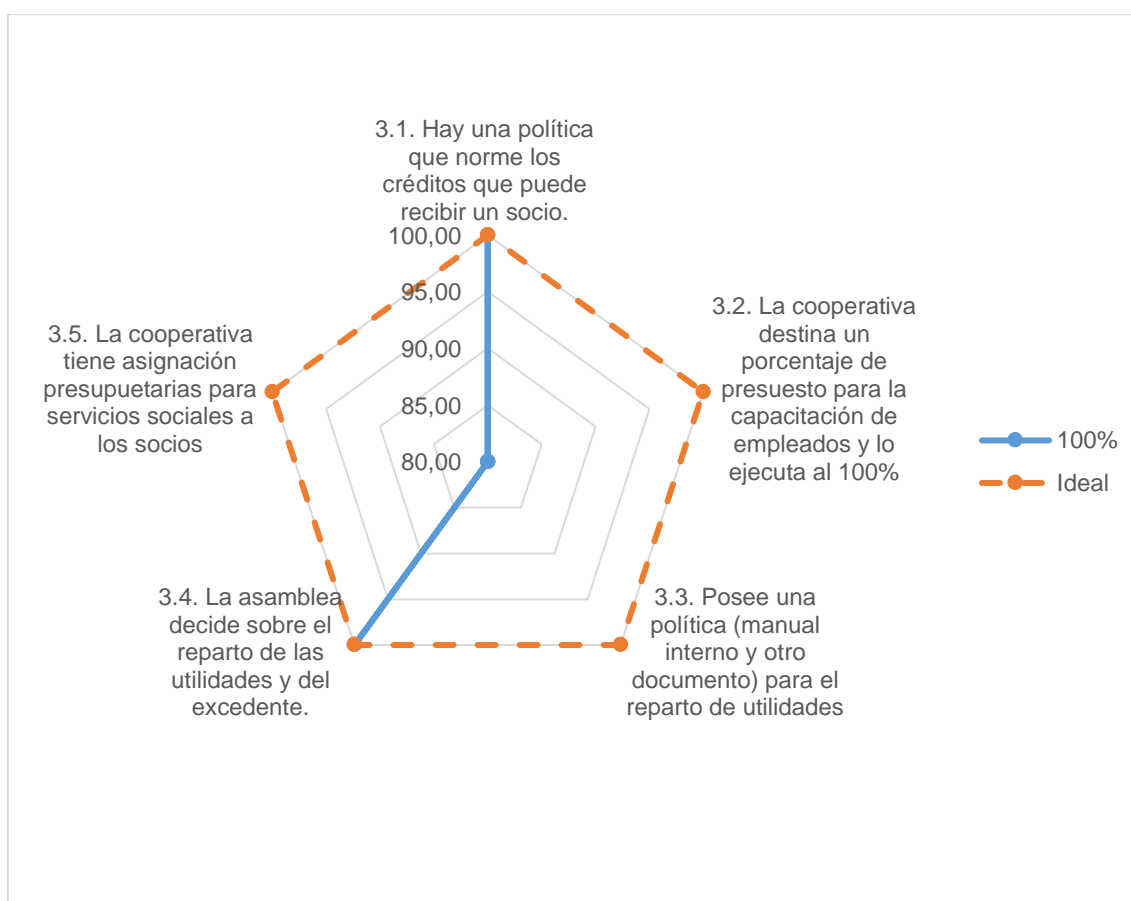 3.1. Hay una política
que norme los
créditos que puede
recibir un socio.
100,00
95,00
90,00
85,00
80,00
3.2. La cooperativa
destina un
porcentaje de
presuesto para la
capacitación de
empleados y lo
ejecuta al 100%
3.3. Posee una
política (manual
interno y otro
documento) para el
reparto de utilidades
3.4. La asamblea
decide sobre el
reparto de las
utilidades y del
excedente.
3.5. La cooperativa
tiene asignación
presupuetarias para
servicios sociales a
los socios
100%
Ideal